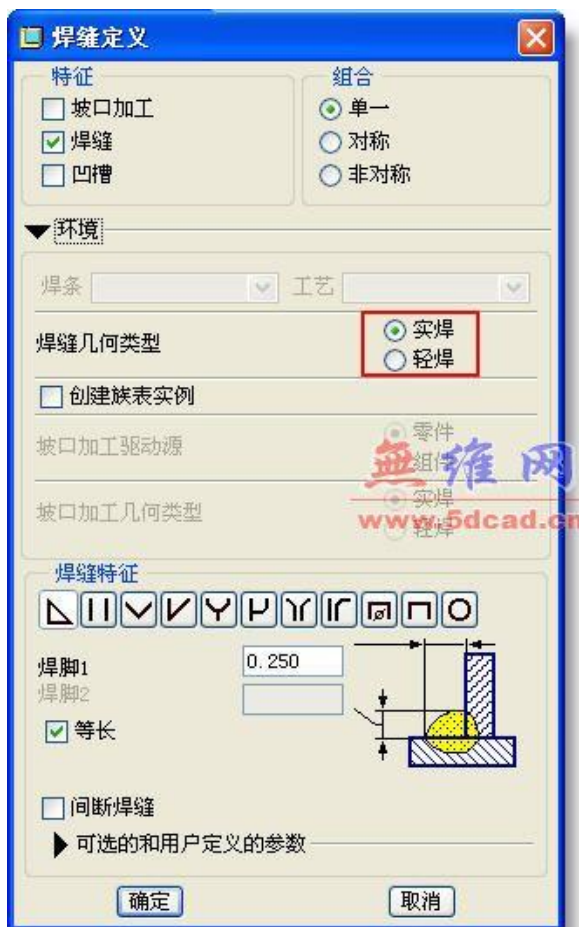 焊缝定义
特征
组合
坡口加工
单一
焊缝
对称
凹槽
非对称
环境
焊条
工艺
焊缝几何类型
实焊
轻焊
创建族表实例
坡口加工驱动源
零件
组件
無维网
坡口加工几何类型
实焊
www.5dcad.cn
轻焊
焊缝特征
焊脚1
0.250
焊脚2
等长
间断焊缝
可选的和用户定义的参数
确定
取消